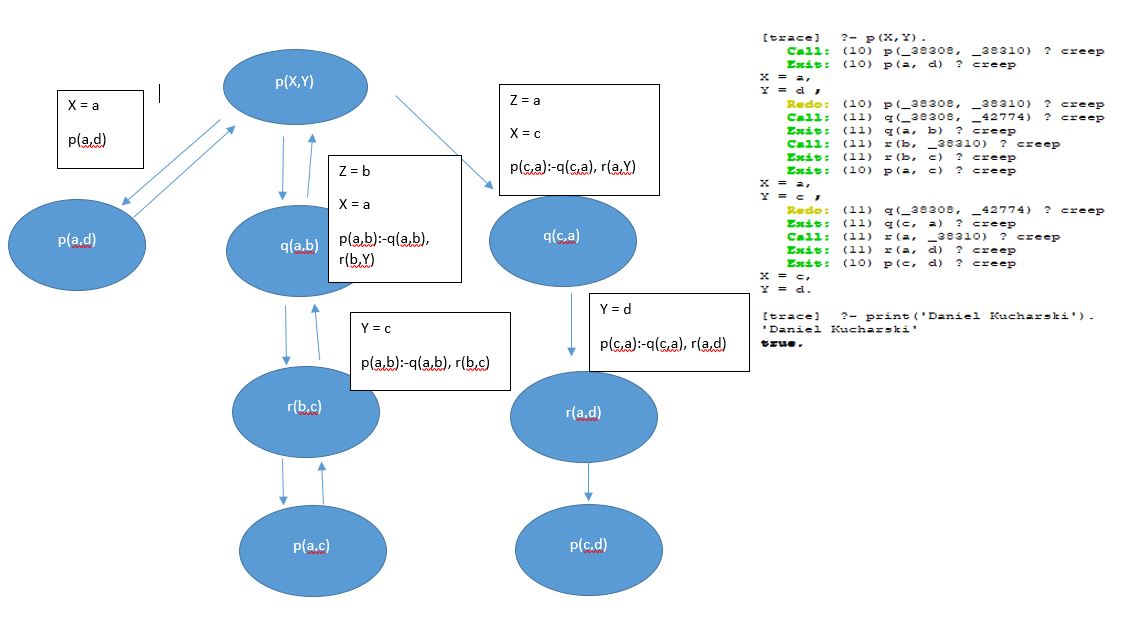 p(X,Y)
X = a
p(a,d)
Z = a
X = c
p(c,a):-q(c,a), r(a,Y)
Z = b
X = a
p(a,b):-q(a,b),
r(b,Y)
p(a,d)
q(a,b)
q(c,a)
Y = c
p(a,b):-q(a,b), r(b,c)
Y = d
p(c,a):-q(c,a), r(a,d)
r(b,c)
r(a,d)
p(a,c)
p(c,d)
[trace]  ?- p(X,Y).
Call: (10) p(_38308, _38310) ? creep
Exit: (10) p(a, d) ? creep
X = a,
Y = d ;
Redo: (10) p(_38308, _38310) ? creep
Call: (11) q(_38308, _42774) ? creep
Exit: (11) q(a, b) ? creep
Call: (11) r(b, _38310) ? creep
Exit: (11) r(b, c) ? creep
Exit: (10) p(a, c) ? creep
X = a,
Y = c ;
Redo: (11) q(_38308, _42774) ? creep
Exit: (11) q(c, a) ? creep
Call: (11) r(a, _38310) ? creep
Exit: (11) r(a, d) ? creep
Exit: (10) p(c, d) ? creep
X = c,
Y = d.
[trace]  ?- print('Daniel Kucharski').
'Daniel Kucharski'
true.